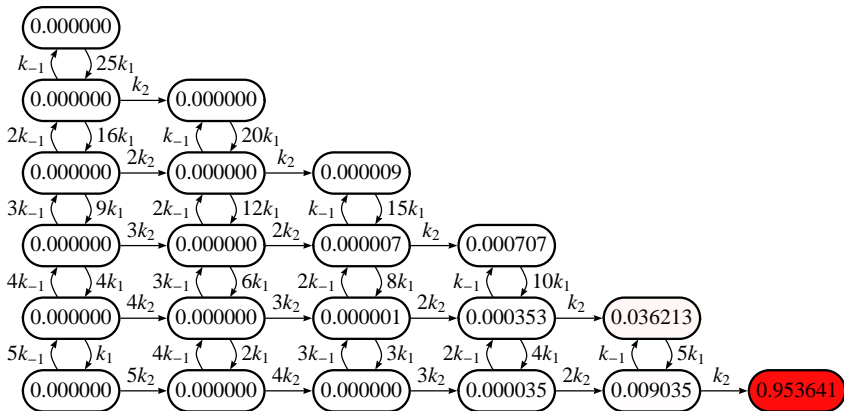 0.000000
k₋₁ 25k₁
k₂
0.000000 0.000000
2k₋₁ 16k₁ k₋₁ 20k₁
2k₂ k₂
0.000000 0.000000 0.000009
3k₋₁ 9k₁ 2k₋₁ 12k₁ k₋₁ 15k₁
3k₂ 2k₂ k₂
0.000000 0.000000 0.000007 0.000707
4k₋₁ 4k₁ 3k₋₁ 6k₁ 2k₋₁ 8k₁ k₋₁ 10k₁
4k₂ 3k₂ 2k₂ k₂
0.000000 0.000000 0.000001 0.000353 0.036213
5k₋₁ k₁ 4k₋₁ 2k₁ 3k₋₁ 3k₁ 2k₋₁ 4k₁ k₋₁ 5k₁
5k₂ 4k₂ 3k₂ 2k₂ k₂
0.000000 0.000000 0.000000 0.000035 0.009035 0.953641